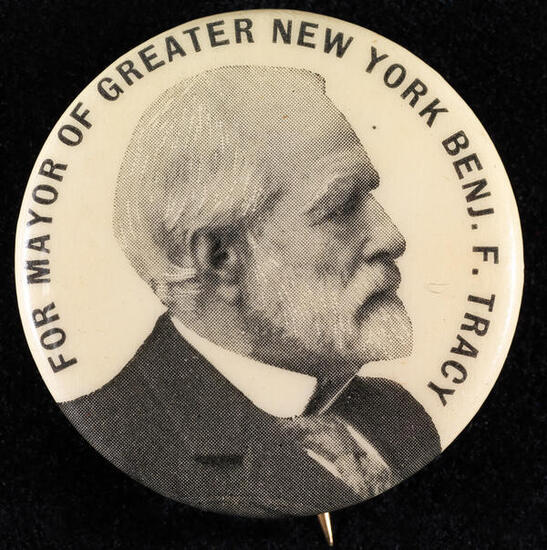 FOR MAYOR OF GREATER NEW YORK BENJ. F. TRACY